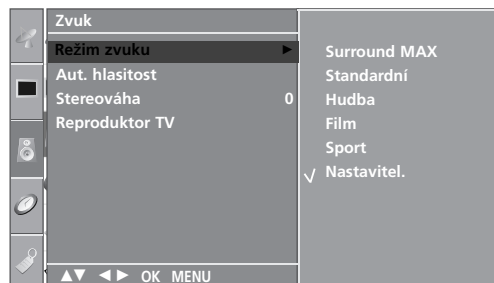 Zvuk
Režim zvuku ►
Aut. hlasitost
Stereováha 0
Reproduktor TV
Surround MAX
Standardní
Hudba
Film
Sport
√ Nastavitel.
▲▼ ◄► OK MENU